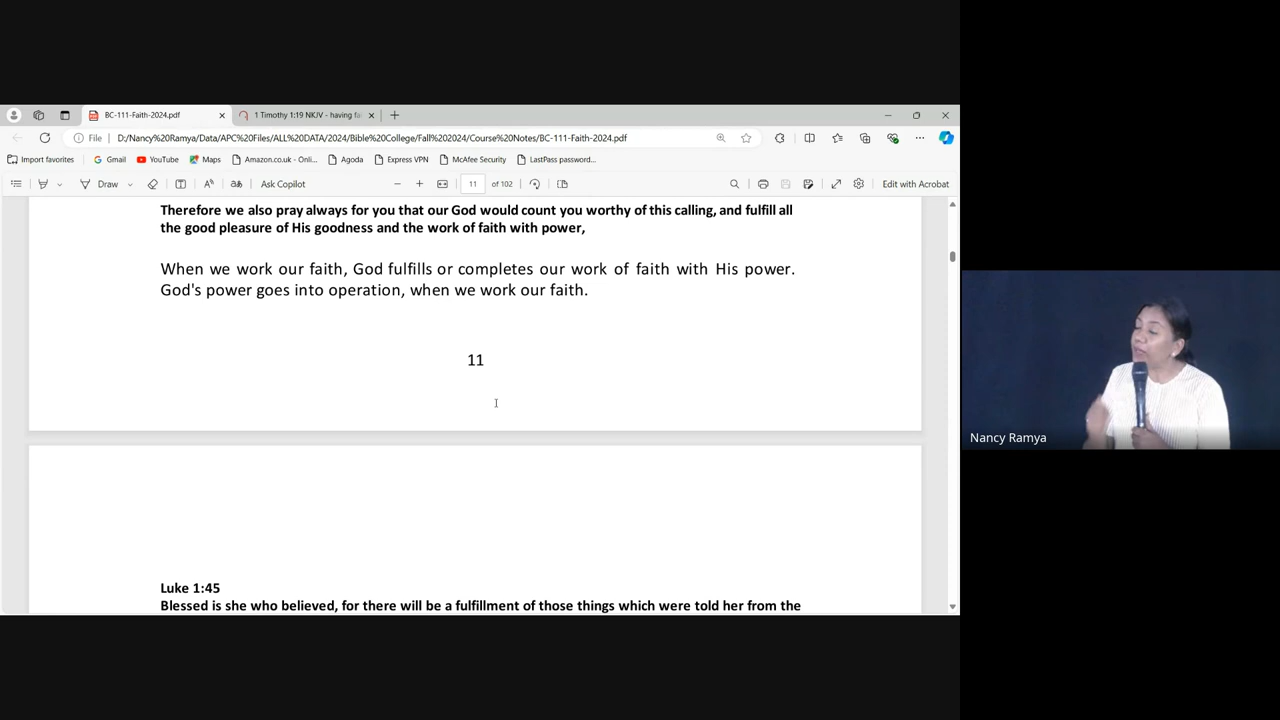 BC-111-Faith-2024.pdf
1 Timothy 1:19 NKJV - having fa
File
D:/Nancy%20Ramya/Data/APC%20Files/ALL%20DATA/2024/Bible%20College/Fall%202024/Course%20Notes/BC-111-Faith-2024.pdf
Import favorites
Gmail
YouTube
Maps
Amazon.co.uk - Onli...
Agoda
Express VPN
McAfee Security
LastPass password...
Draw
Ask Copilot
11 of 102
Edit with Acrobat
Therefore we also pray always for you that our God would count you worthy of this calling, and fulfill all
the good pleasure of His goodness and the work of faith with power,
When we work our faith, God fulfills or completes our work of faith with His power.
God's power goes into operation, when we work our faith.
11
Luke 1:45
Blessed is she who believed, for there will be a fulfillment of those things which were told her from the
Nancy Ramya